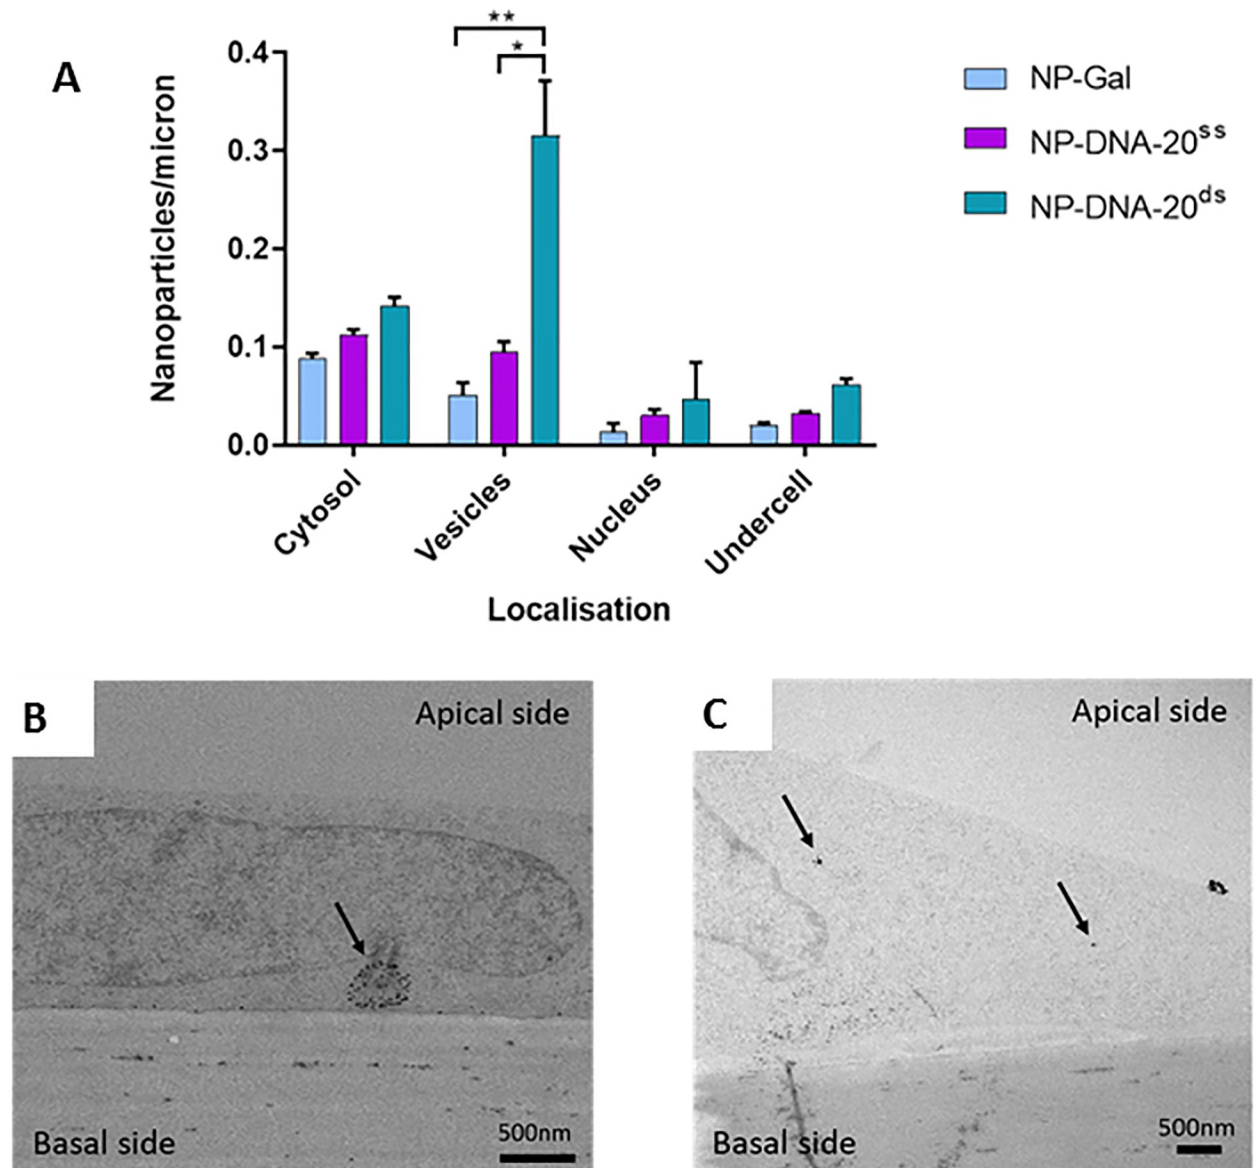 A
**
*
0.4
0.3
0.2
0.1
0.0
Nanoparticles/micron
Cytosol
Vesicles
Nucleus
Undercell
Localisation
NP-Gal
NP-DNA-20ss
NP-DNA-20ds
B
Apical side
Basal side
500nm
C
Apical side
Basal side
500nm